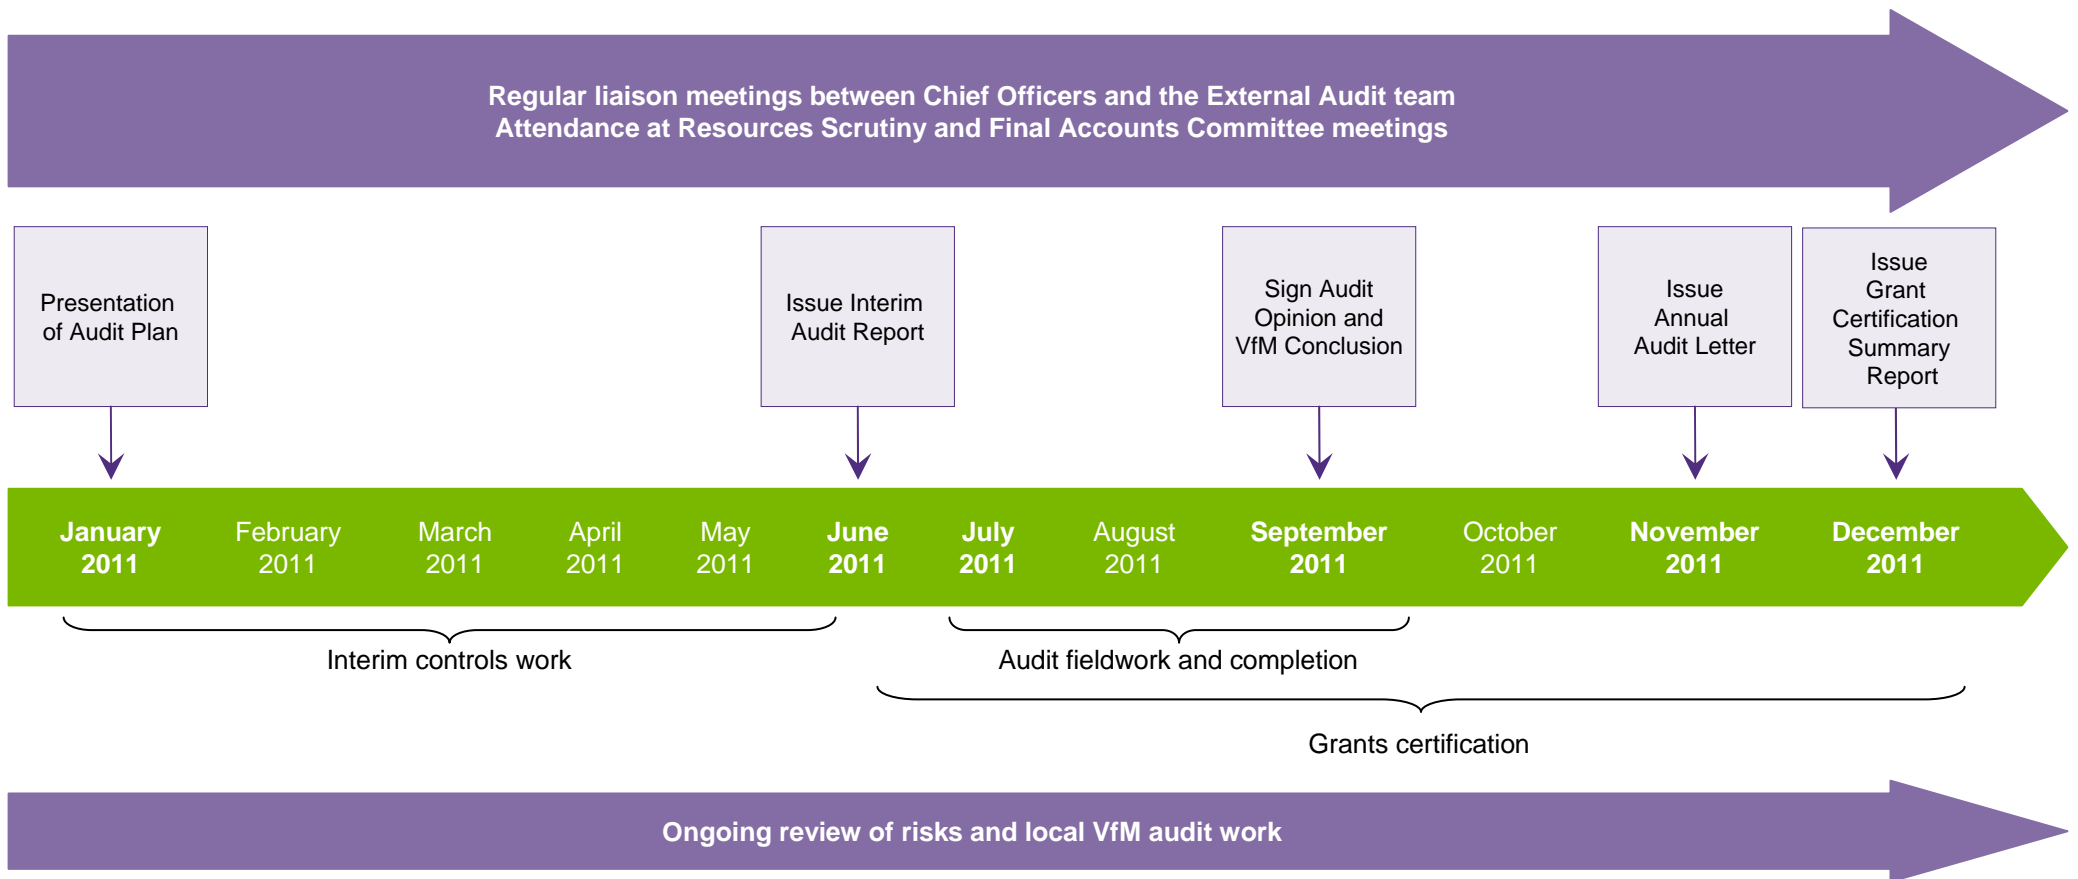 Regular liaison meetings between Chief Officers and the External Audit team
Attendance at Resources Scrutiny and Final Accounts Committee meetings
Presentation
of Audit Plan
Issue Interim
Audit Report
Sign Audit
Opinion and
VfM Conclusion
Issue
Annual
Audit Letter
Issue
Grant
Certification
Summary
Report
January
2011
February
2011
March
2011
April
2011
May
2011
June
2011
July
2011
August
2011
September
2011
October
2011
November
2011
December
2011
Interim controls work
Audit fieldwork and completion
Grants certification
Ongoing review of risks and local VfM audit work